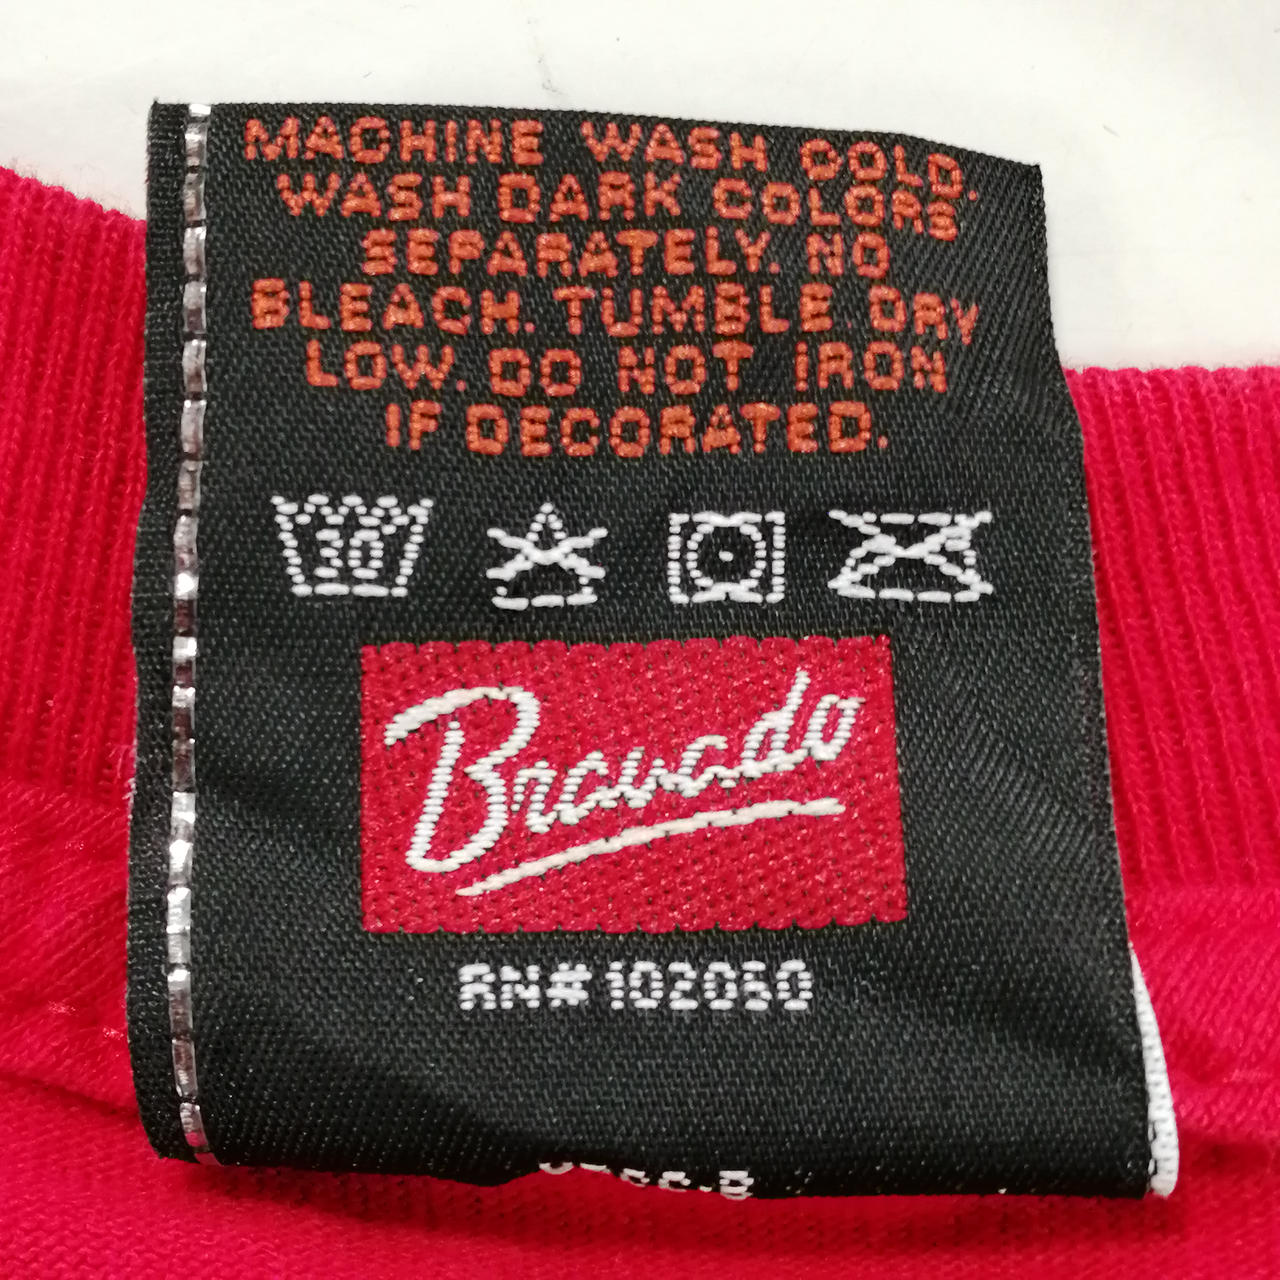 MACHINE WASH COLD.
WASH DARK COLORS
SEPARATELY. NO
BLEACH. TUMBLE. DRY
LOW. DO NOT IRON
IF DECORATED.
30
Bravado
RN#102050